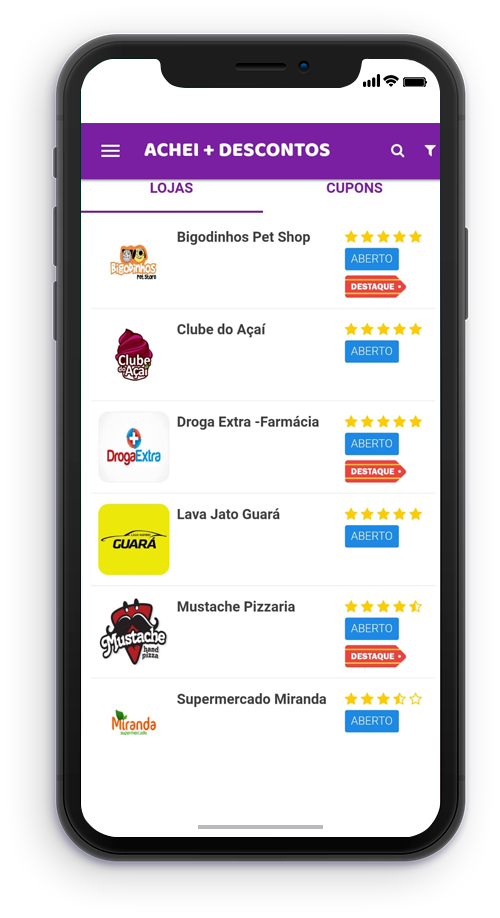 ACHEI + DESCONTOS
LOJAS
CUPONS
Bigodinhos Pet Shop
Bigodinhos
Pet Store
ABERTO
DESTAQUE
Clube do Açaí
Clube
do Açaí
ABERTO
Droga Extra -Farmácia
DrogaExtra
ABERTO
DESTAQUE
Lava Jato Guará
GUARÁ
ABERTO
Mustache Pizzaria
Mustache
hand
pizza
ABERTO
DESTAQUE
Supermercado Miranda
Miranda
supermercado
ABERTO